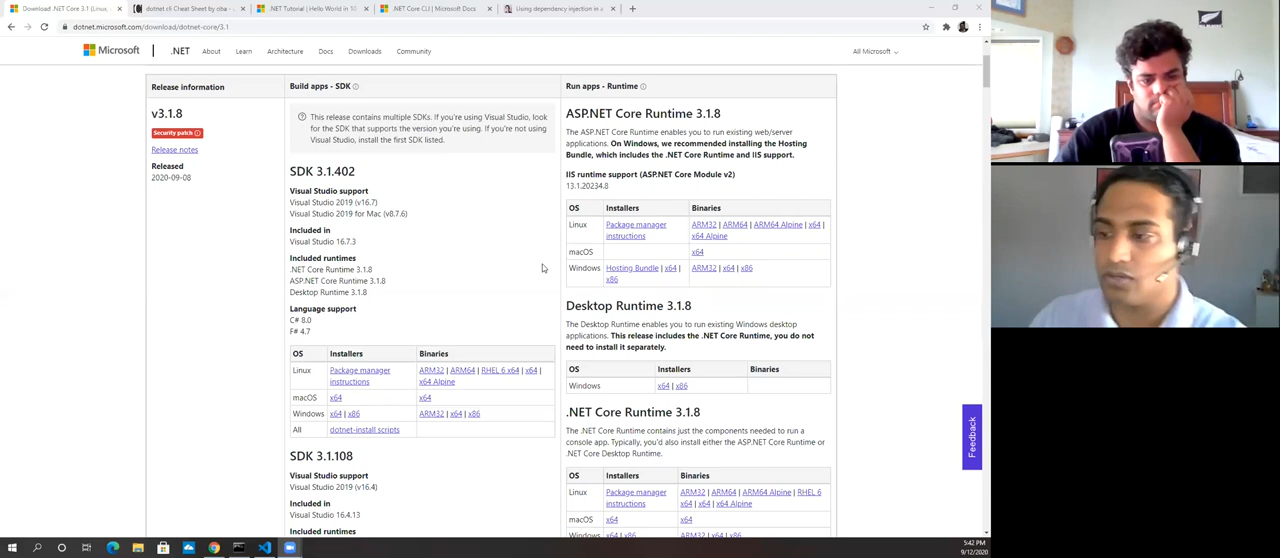 Download .NET Core 3.1 (Linux,
dotnet cli Cheat Sheet by oba -
.NET Tutorial | Hello World in 10
.NET Core CLI | Microsoft Docs
Using dependency injection in a
dotnet.microsoft.com/download/dotnet-core/3.1
Microsoft
.NET
About
Learn
Architecture
Docs
Downloads
Community
All Microsoft
Release information
Build apps - SDK
Run apps - Runtime
v3.1.8
Security patch
Release notes
Released
2020-09-08
This release contains multiple SDKs. If you're using Visual Studio, look
for the SDK that supports the version you're using. If you're not using
Visual Studio, install the first SDK listed.
SDK 3.1.402
Visual Studio support
Visual Studio 2019 (v16.7)
Visual Studio 2019 for Mac (v8.7.6)
Included in
Visual Studio 16.7.3
Included runtimes
.NET Core Runtime 3.1.8
ASP.NET Core Runtime 3.1.8
Desktop Runtime 3.1.8
Language support
C# 8.0
F# 4.7
OS Installers Binaries
Linux Package manager ARM32 | ARM64 | RHEL 6 x64 | x64 |
instructions x64 Alpine
macOS x64 x64
Windows x64 | x86 ARM32 | x64 | x86
All dotnet-install scripts
SDK 3.1.108
Visual Studio support
Visual Studio 2019 (v16.4)
Included in
Visual Studio 16.4.13
Included runtimes
ASP.NET Core Runtime 3.1.8
The ASP.NET Core Runtime enables you to run existing web/server
applications. On Windows, we recommended installing the Hosting
Bundle, which includes the .NET Core Runtime and IIS support.
IIS runtime support (ASP.NET Core Module v2)
13.1.20234.8
OS Installers Binaries
Linux Package manager ARM32 | ARM64 | ARM64 Alpine | x64 |
instructions x64 Alpine
macOS x64
Windows Hosting Bundle | x64 | ARM32 | x64 | x86
x86
Desktop Runtime 3.1.8
The Desktop Runtime enables you to run existing Windows desktop
applications. This release includes the .NET Core Runtime, you do not
need to install it separately.
OS Installers Binaries
Windows x64 | x86
.NET Core Runtime 3.1.8
The .NET Core Runtime contains just the components needed to run a
console app. Typically, you'd also install either the ASP.NET Core Runtime or
.NET Core Desktop Runtime.
OS Installers Binaries
Linux Package manager ARM32 | ARM64 | ARM64 Alpine | RHEL 6
instructions x64 | x64 | x64 Alpine
macOS x64 x64
Windows x64 | x86 ARM32 | x64 | x86
Feedback
5:42 PM
9/12/2020